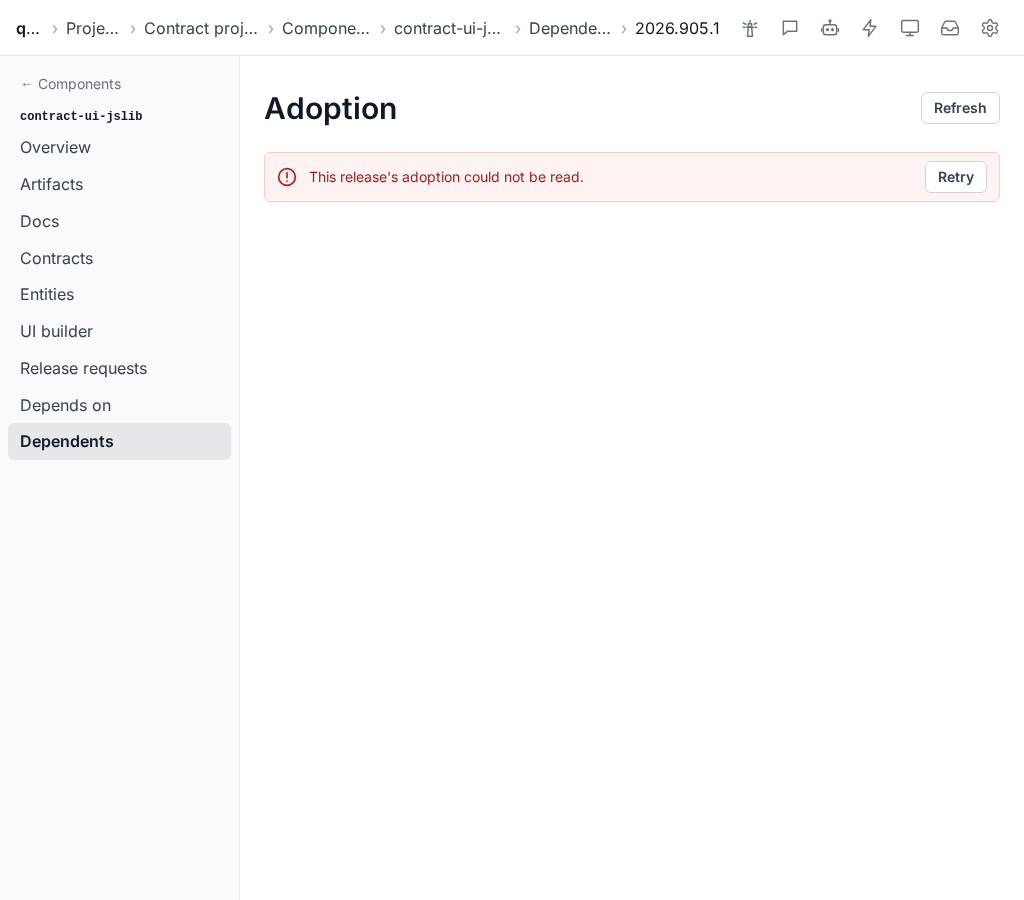 q... › Proje... › Contract proj... › Compone... › contract-ui-j... › Depende... › 2026.905.1
← Components
contract-ui-jslib
Overview
Artifacts
Docs
Contracts
Entities
UI builder
Release requests
Depends on
Dependents
Adoption
Refresh
This release's adoption could not be read.
Retry